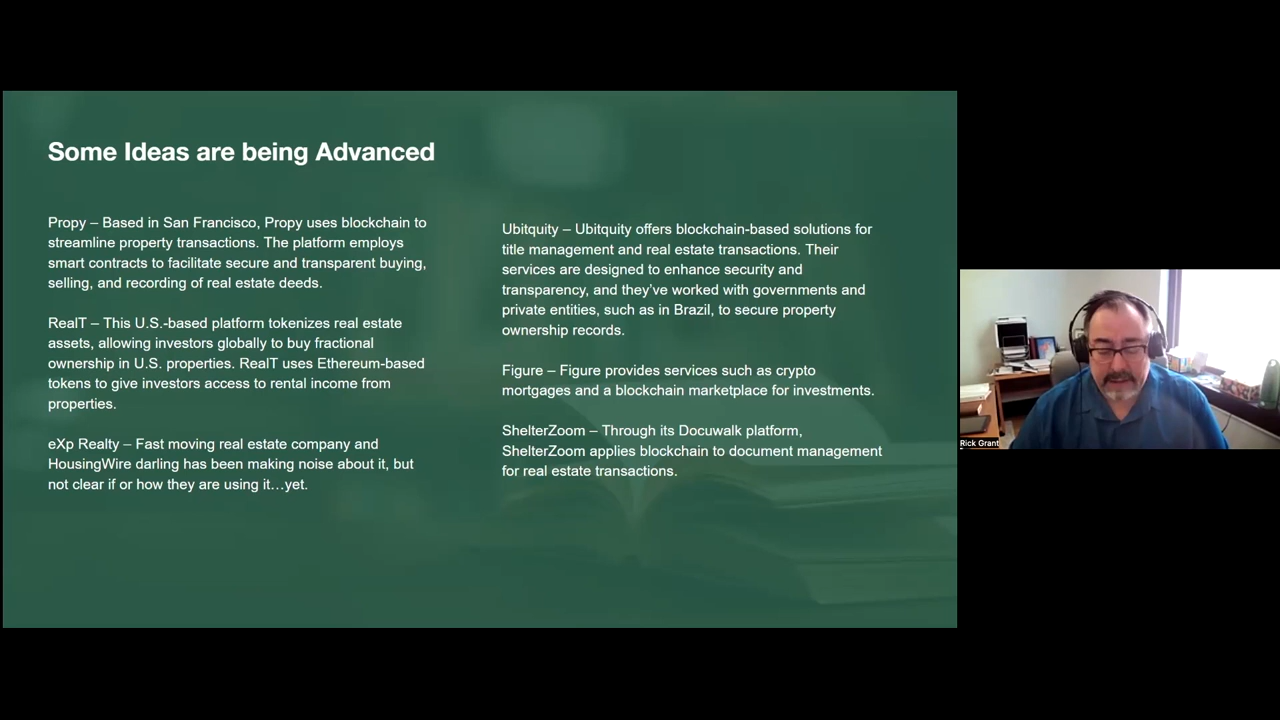 Some Ideas are being Advanced
Propy – Based in San Francisco, Propy uses blockchain to
streamline property transactions. The platform employs
smart contracts to facilitate secure and transparent buying,
selling, and recording of real estate deeds.
RealT – This U.S.-based platform tokenizes real estate
assets, allowing investors globally to buy fractional
ownership in U.S. properties. RealT uses Ethereum-based
tokens to give investors access to rental income from
properties.
eXp Realty – Fast moving real estate company and
HousingWire darling has been making noise about it, but
not clear if or how they are using it…yet.
Ubitquity – Ubitquity offers blockchain-based solutions for
title management and real estate transactions. Their
services are designed to enhance security and
transparency, and they’ve worked with governments and
private entities, such as in Brazil, to secure property
ownership records.
Figure – Figure provides services such as crypto
mortgages and a blockchain marketplace for investments.
ShelterZoom – Through its Docuwalk platform,
ShelterZoom applies blockchain to document management
for real estate transactions.
Rick Grant